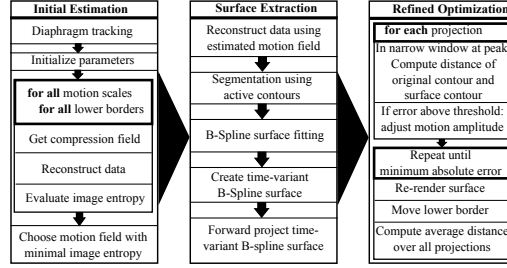 Initial Estimation
Diaphragm tracking
Initialize parameters
for all motion scales
for all lower borders
Get compression field
Reconstruct data
Evaluate image entropy
Choose motion field with
minimal image entropy
Surface Extraction
Reconstruct data using
estimated motion field
Segmentation using
active contours
B-Spline surface fitting
Create time-variant
B-Spline surface
Forward project time-
variant B-spline surface
Refined Optimization
for each projection
In narrow window at peak:
Compute distance of
original contour and
surface contour
If error above threshold:
adjust motion amplitude
Repeat until
minimum absolute error
Re-render surface
Move lower border
Compute average distance
over all projections